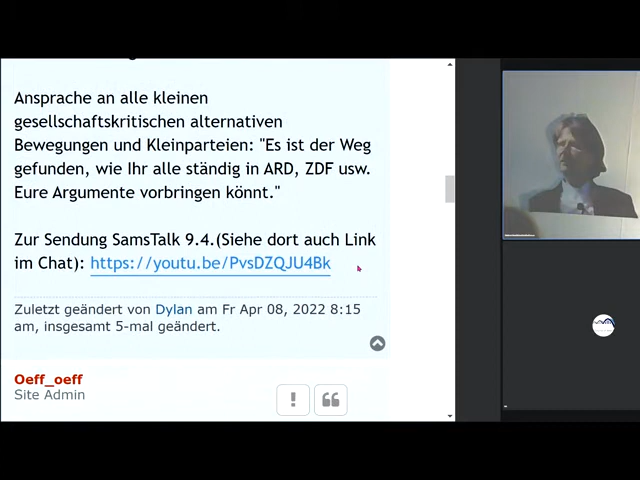 Ansprache an alle kleinen
gesellschaftskritischen alternativen
Bewegungen und Kleinparteien: "Es ist der Weg
gefunden, wie Ihr alle ständig in ARD, ZDF usw.
Eure Argumente vorbringen könnt."
Zur Sendung SamsTalk 9.4.(Siehe dort auch Link
im Chat): https://youtu.be/PvsDZQJU4Bk
Zuletzt geändert von Dylan am Fr Apr 08, 2022 8:15
am, insgesamt 5-mal geändert.
Oeff_oeff
Site Admin